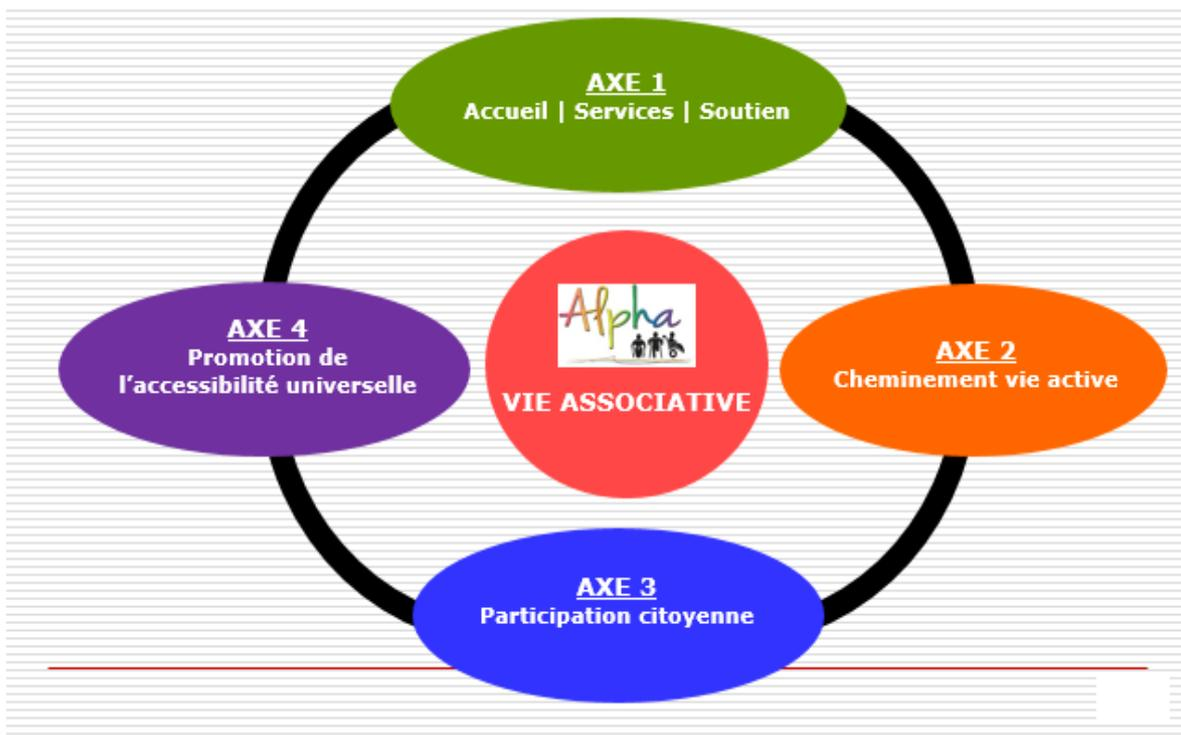 AXE 1
Accueil | Services | Soutien
AXE 4
Promotion de
l'accessibilité universelle
Alpha
VIE ASSOCIATIVE
AXE 2
Cheminement vie active
AXE 3
Participation citoyenne